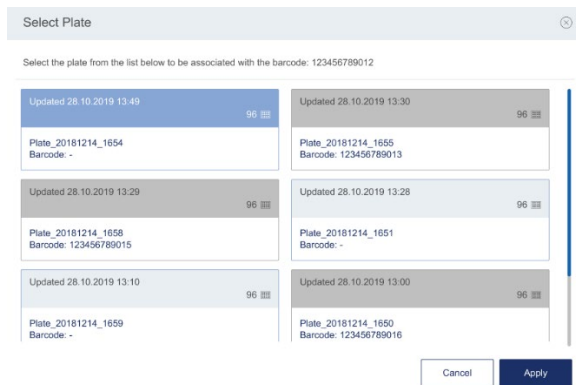 Select Plate
Select the plate from the list below to be associated with the barcode: 123456789012
Updated 28.10.2019 13:49
96
Plate_20181214_1654
Barcode: -
Updated 28.10.2019 13:30
96
Plate_20181214_1655
Barcode: 123456789013
Updated 28.10.2019 13:29
96
Plate_20181214_1658
Barcode: 123456789015
Updated 28.10.2019 13:28
96
Plate_20181214_1651
Barcode: -
Updated 28.10.2019 13:10
96
Plate_20181214_1659
Barcode: -
Updated 28.10.2019 13:00
96
Plate_20181214_1650
Barcode: 123456789016
Cancel
Apply